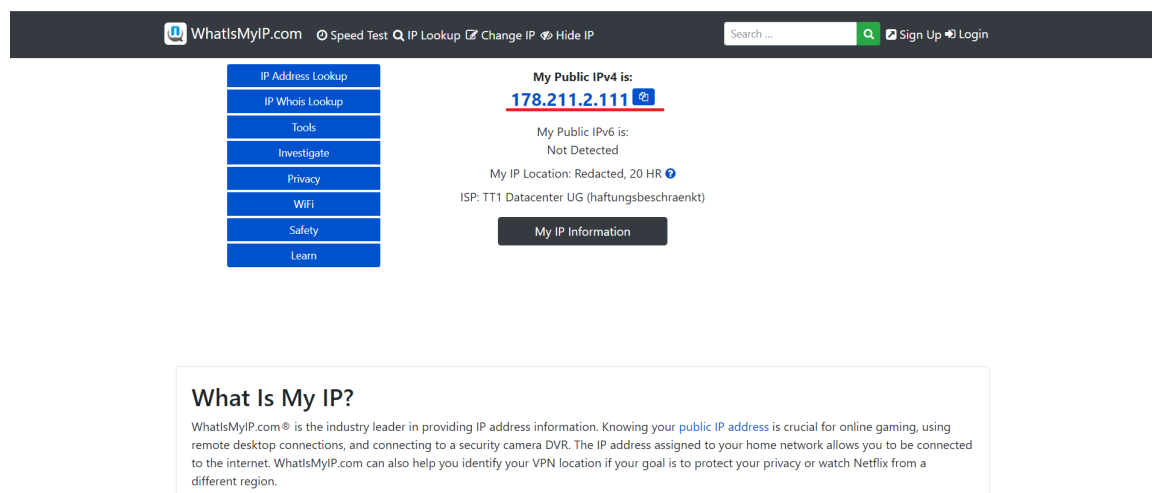 WhatIsMyIP.com Speed Test IP Lookup Change IP Hide IP Search ... Sign Up Login
IP Address Lookup
IP Whois Lookup
Tools
Investigate
Privacy
WiFi
Safety
Learn
My Public IPv4 is:
178.211.2.111
My Public IPv6 is:
Not Detected
My IP Location: Redacted, 20 HR
ISP: TT1 Datacenter UG (haftungsbeschraenkt)
My IP Information
What Is My IP?
WhatIsMyIP.com® is the industry leader in providing IP address information. Knowing your public IP address is crucial for online gaming, using
remote desktop connections, and connecting to a security camera DVR. The IP address assigned to your home network allows you to be connected
to the internet. WhatIsMyIP.com can also help you identify your VPN location if your goal is to protect your privacy or watch Netflix from a
different region.